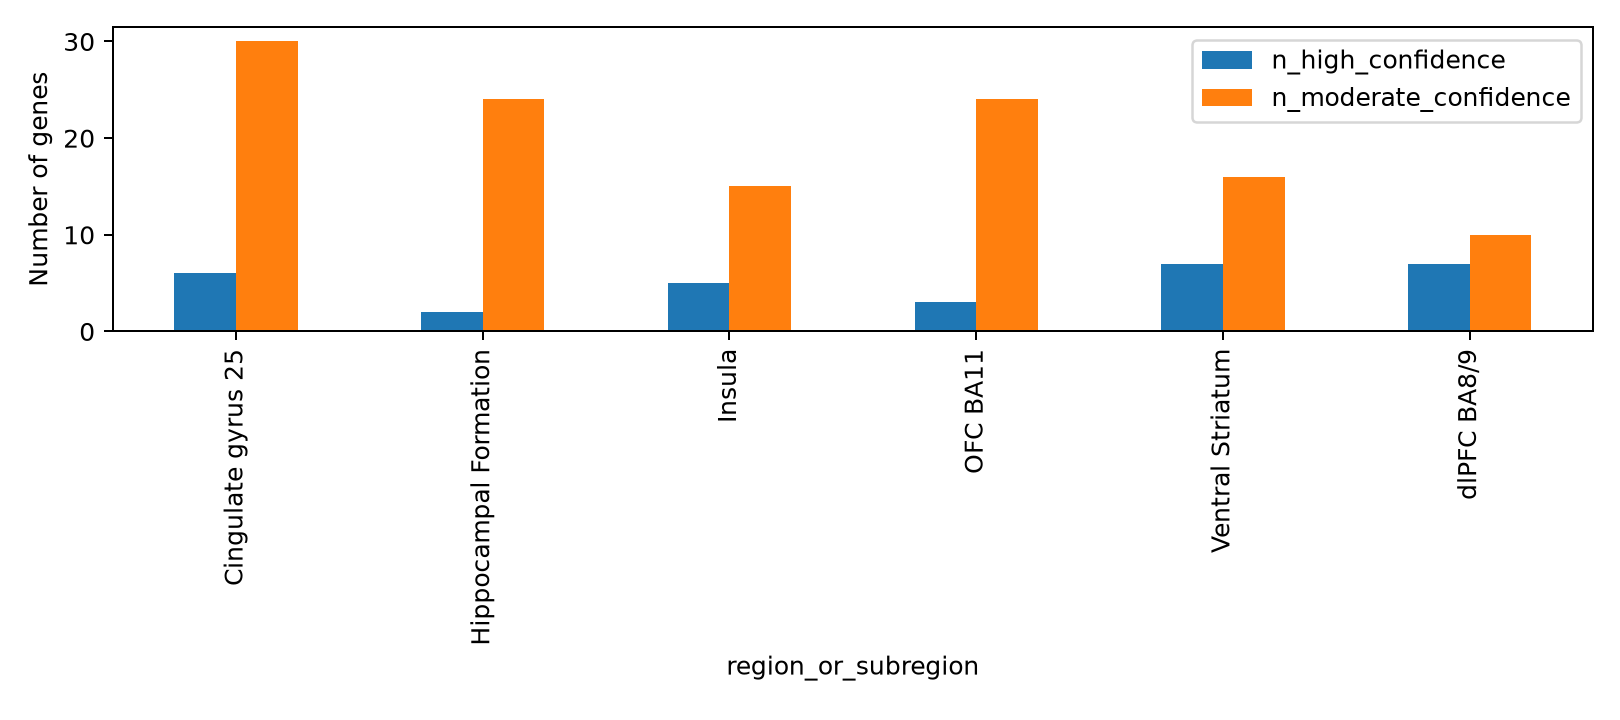 Number of genes
30
20
10
0
n_high_confidence
n_moderate_confidence
Cingulate gyrus 25
Hippocampal Formation
Insula
OFC BA11
Ventral Striatum
dlPFC BA8/9
region_or_subregion